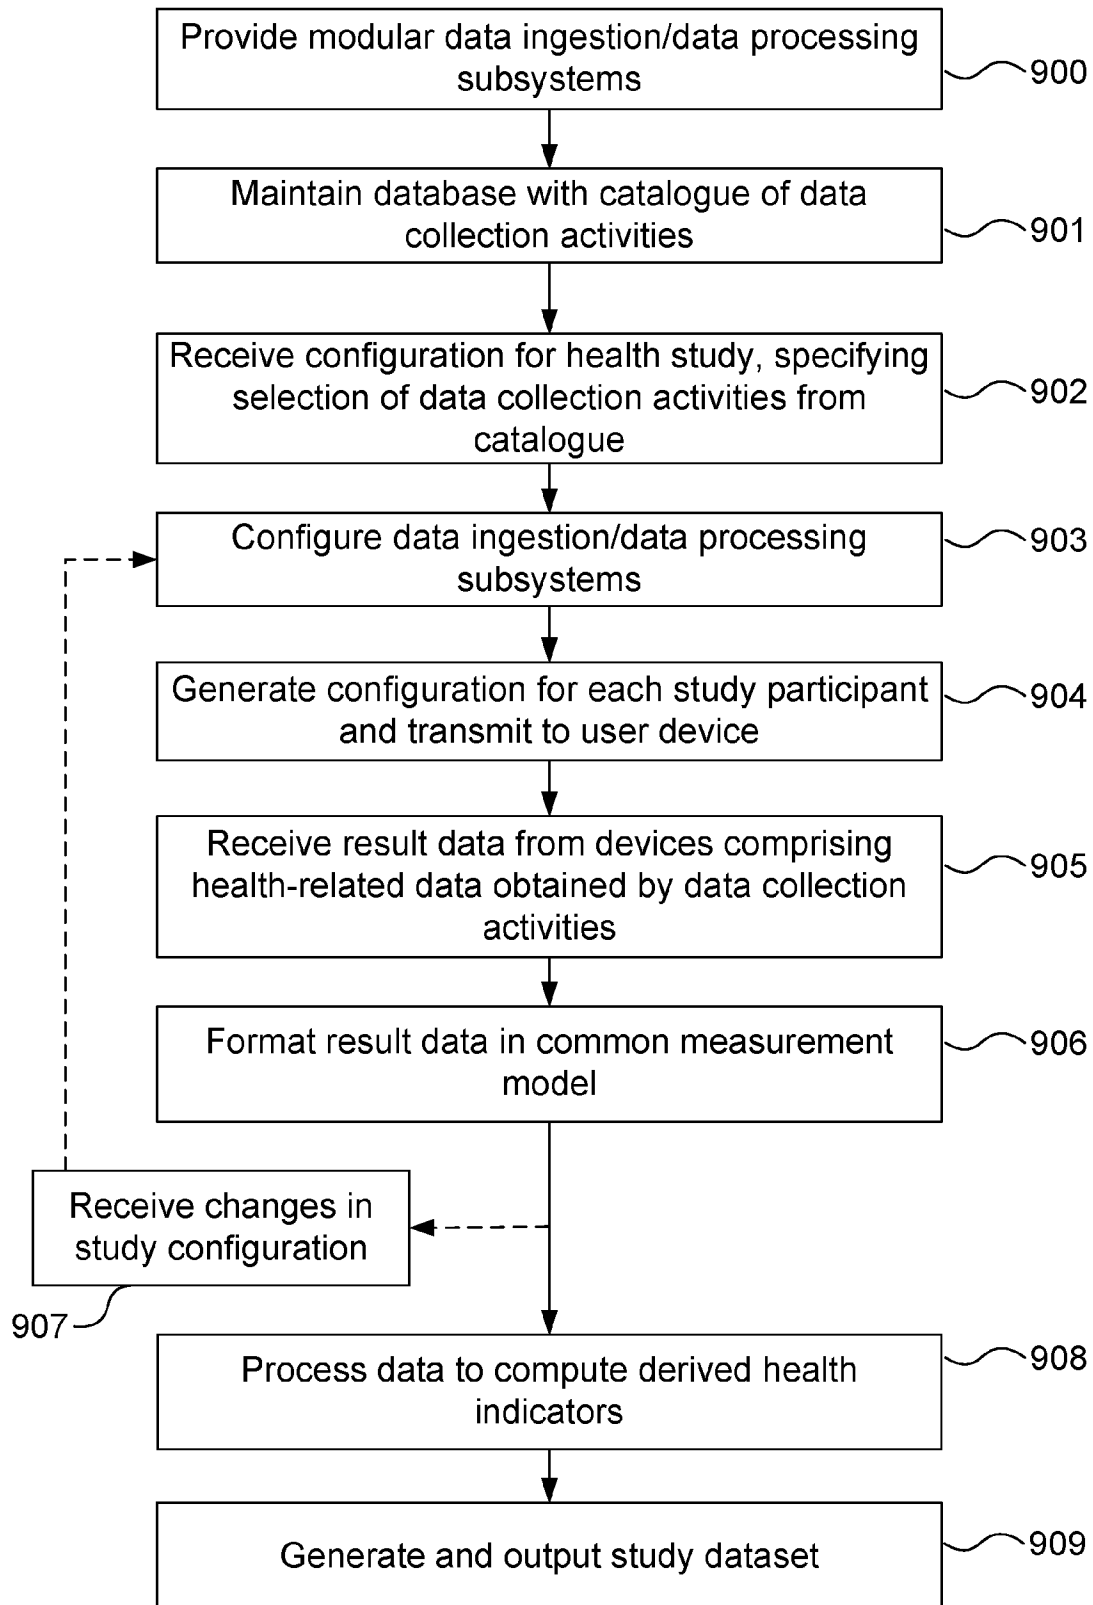 Provide modular data ingestion/data processing
subsystems
900
Maintain database with catalogue of data
collection activities
901
Receive configuration for health study, specifying
selection of data collection activities from
catalogue
902
Configure data ingestion/data processing
subsystems
903
Generate configuration for each study participant
and transmit to user device
904
Receive result data from devices comprising
health-related data obtained by data collection
activities
905
Format result data in common measurement
model
906
Receive changes in
study configuration
907
Process data to compute derived health
indicators
908
Generate and output study dataset
909